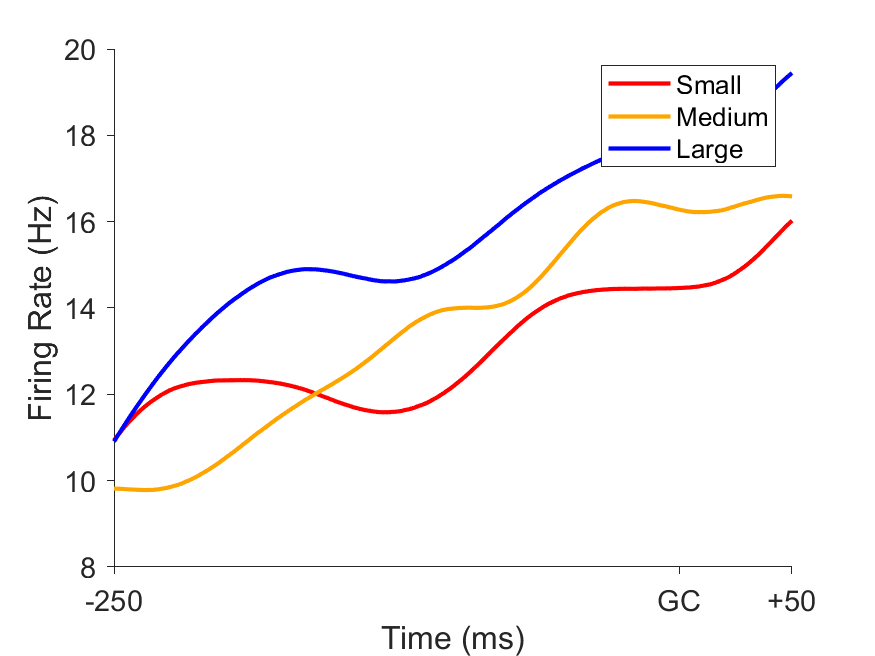 Firing Rate (Hz)
20
18
16
14
12
10
8
Small
Medium
Large
-250
GC
+50
Time (ms)